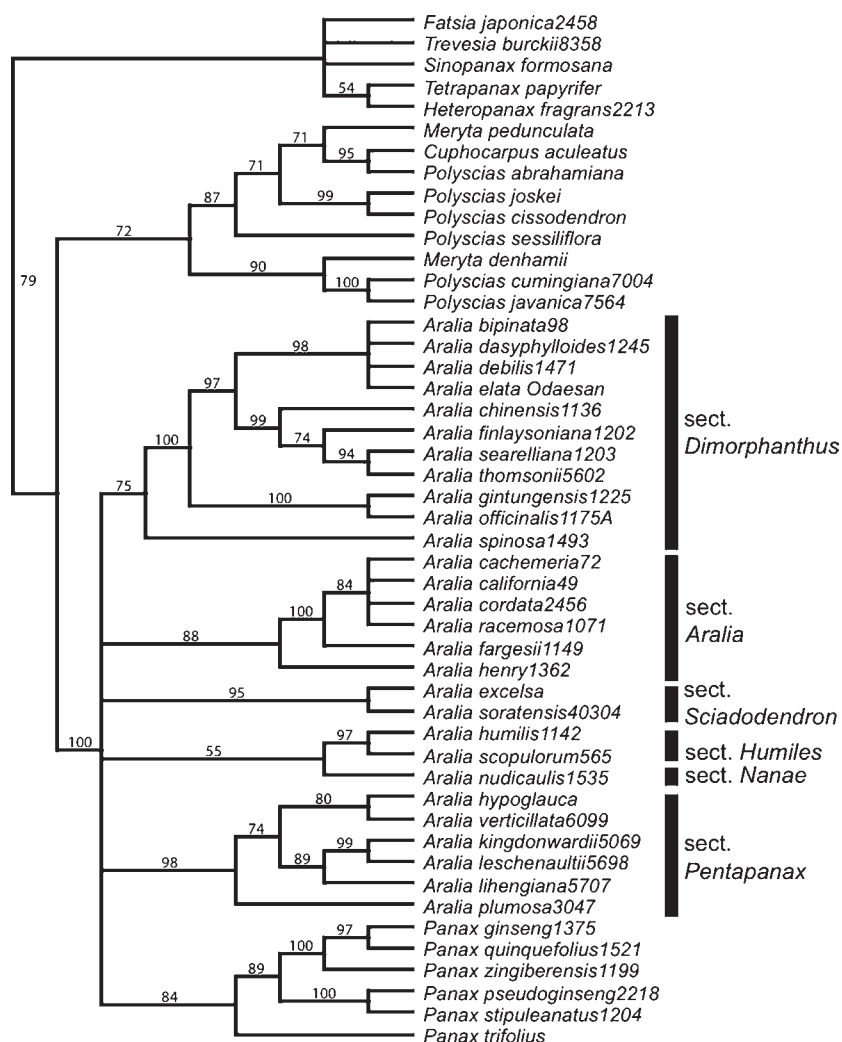 Fatsia japonica2458
Trevesia burckii8358
Sinopanax formosana
Tetrapanax papyrifer
54
Heteropanax fragrans2213
Meryta pedunculata
71
Cuphocarpus aculeatus
95
Polyscias abrahamiana
71
Polyscias joskei
99
87
Polyscias cissodendron
72
Polyscias sessiliflora
Meryta denhamii
90
79
Polyscias cumingiana7004
100
Polyscias javanica7564
Aralia bipinata98
98
Aralia dasyphylloides1245
Aralia debilis1471
97
Aralia elata Odaesan
Aralia chinensis1136
99
Aralia finlaysoniana1202
100
74
Aralia searelliana1203
94
Aralia thomsonii5602
75
Aralia gintungensis1225
100
Aralia officinalis1175A
Aralia spinosa1493
sect.
Dimorphanthus
Aralia cachemeria72
Aralia california49
84
Aralia cordata2456
100
Aralia racemosa1071
88
Aralia fargesii1149
Aralia henry1362
sect.
Aralia
Aralia excelsa
95
Aralia soratensis40304
sect.
Sciadodendron
Aralia humilis1142
97
100
55
Aralia scopulorum565
sect. Humiles
Aralia nudicaulis1535
sect. Nanae
Aralia hypoglauca
80
Aralia verticillata6099
74
Aralia kingdonwardii5069
99
89
98
Aralia leschenaultii5698
Aralia lihengiana5707
Aralia plumosa3047
sect.
Pentapanax
Panax ginseng1375
97
Panax quinquefolius1521
100
Panax zingiberensis1199
89
Panax pseudoginseng2218
100
84
Panax stipuleanatus1204
Panax trifolius